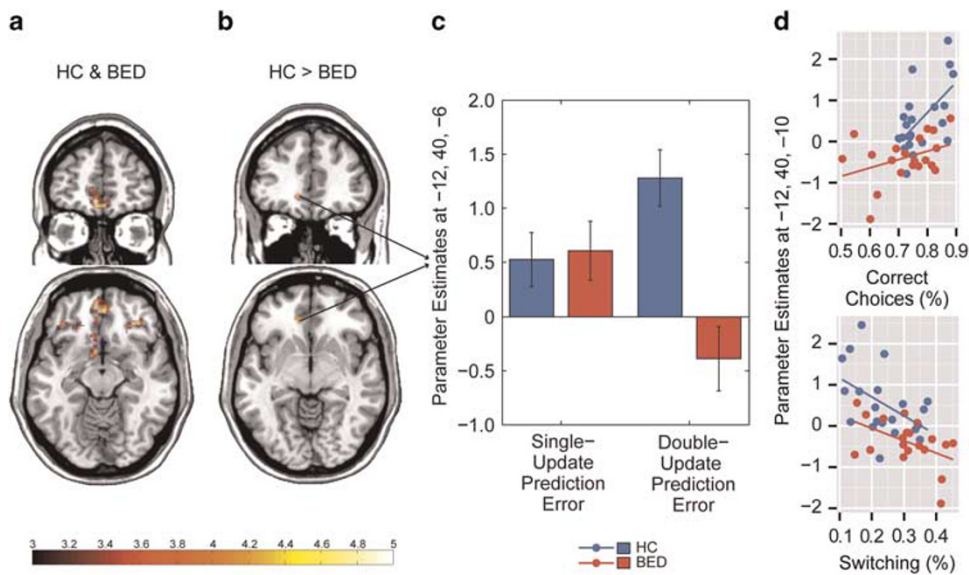 a
HC & BED
b
HC > BED
c
Parameter Estimates at −12, 40, −6
2.0
1.5
1.0
0.5
0
−0.5
−1.0
Single−
Update
Prediction
Error
Double−
Update
Prediction
Error
d
Parameter Estimates at −12, 40, −10
2
1
0
−1
−2
0.5 0.6 0.7 0.8 0.9
Correct
Choices (%)
2
1
0
−1
−2
0.1 0.2 0.3 0.4
Switching (%)
3 3.2 3.4 3.6 3.8 4 4.2 4.4 4.6 4.8 5
HC
BED